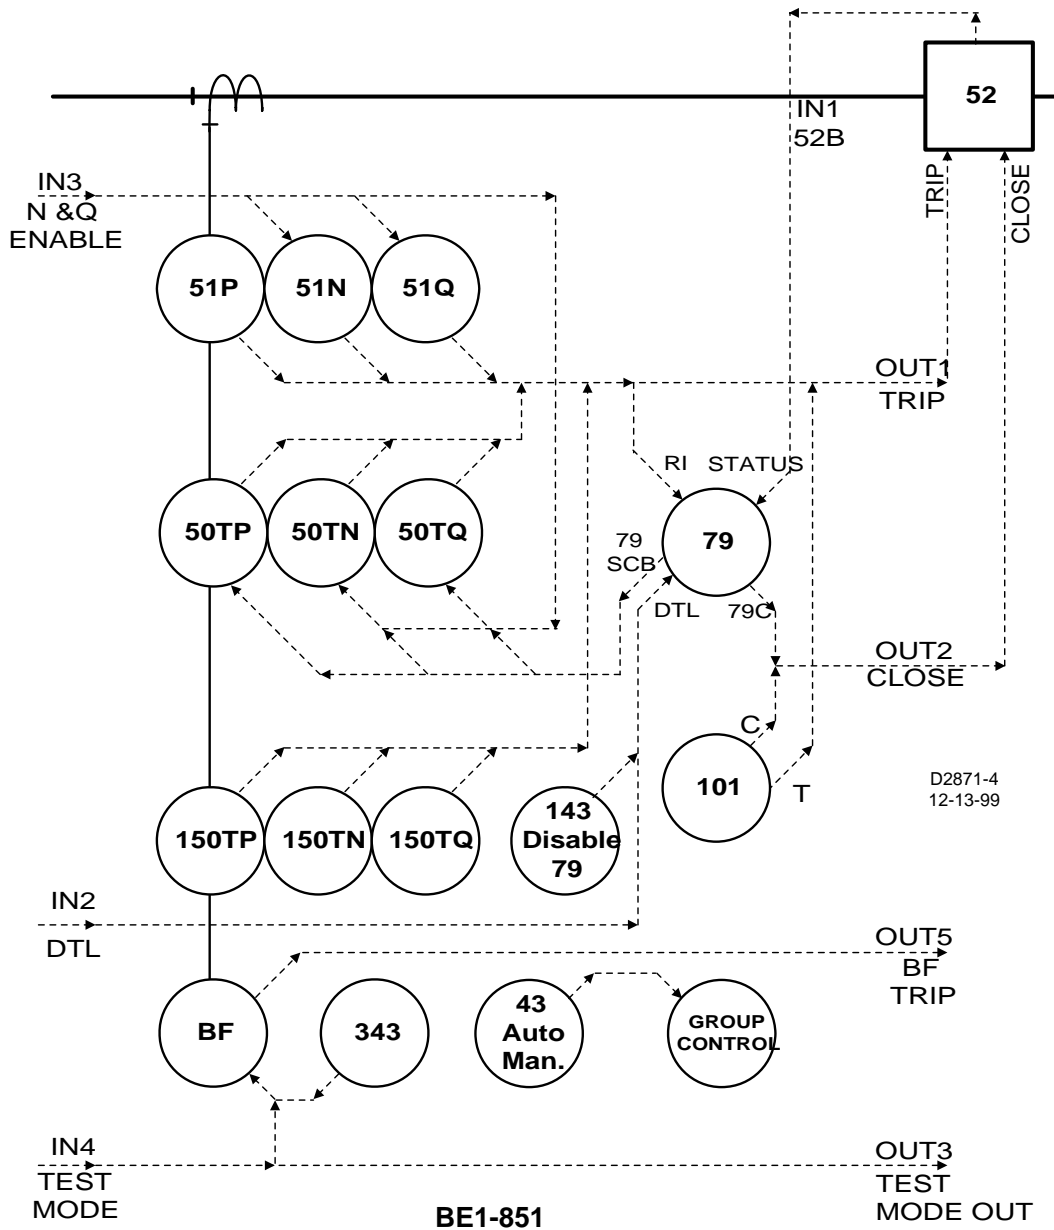 52
IN1
52B
TRIP
CLOSE
IN3
N &Q
ENABLE
51P
51N
51Q
OUT1
TRIP
RI
STATUS
50TP
50TN
50TQ
79
SCB
79
DTL
79C
OUT2
CLOSE
C
101
T
D2871-4
12-13-99
150TP
150TN
150TQ
143
Disable
79
IN2
DTL
OUT5
BF
TRIP
BF
343
43
Auto
Man.
GROUP
CONTROL
IN4
TEST
MODE
OUT3
TEST
MODE OUT
BE1-851